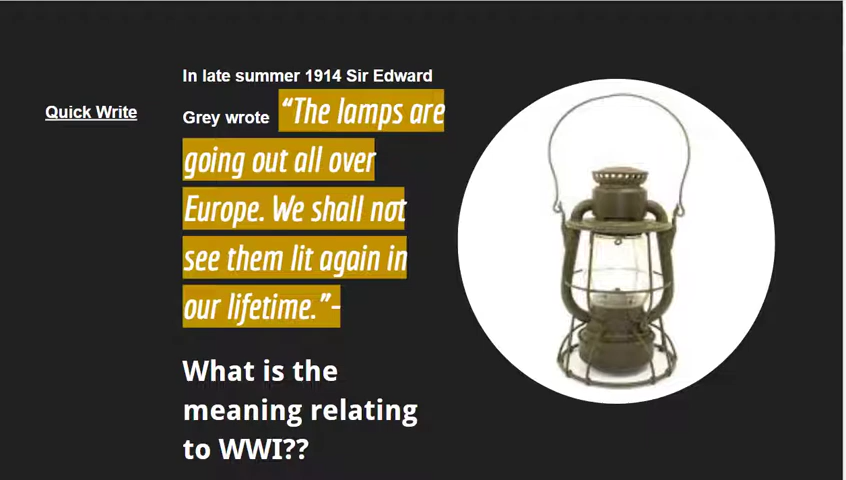 Quick Write
In late summer 1914 Sir Edward
Grey wrote “The lamps are
going out all over
Europe. We shall not
see them lit again in
our lifetime.”-
What is the
meaning relating
to WWI??